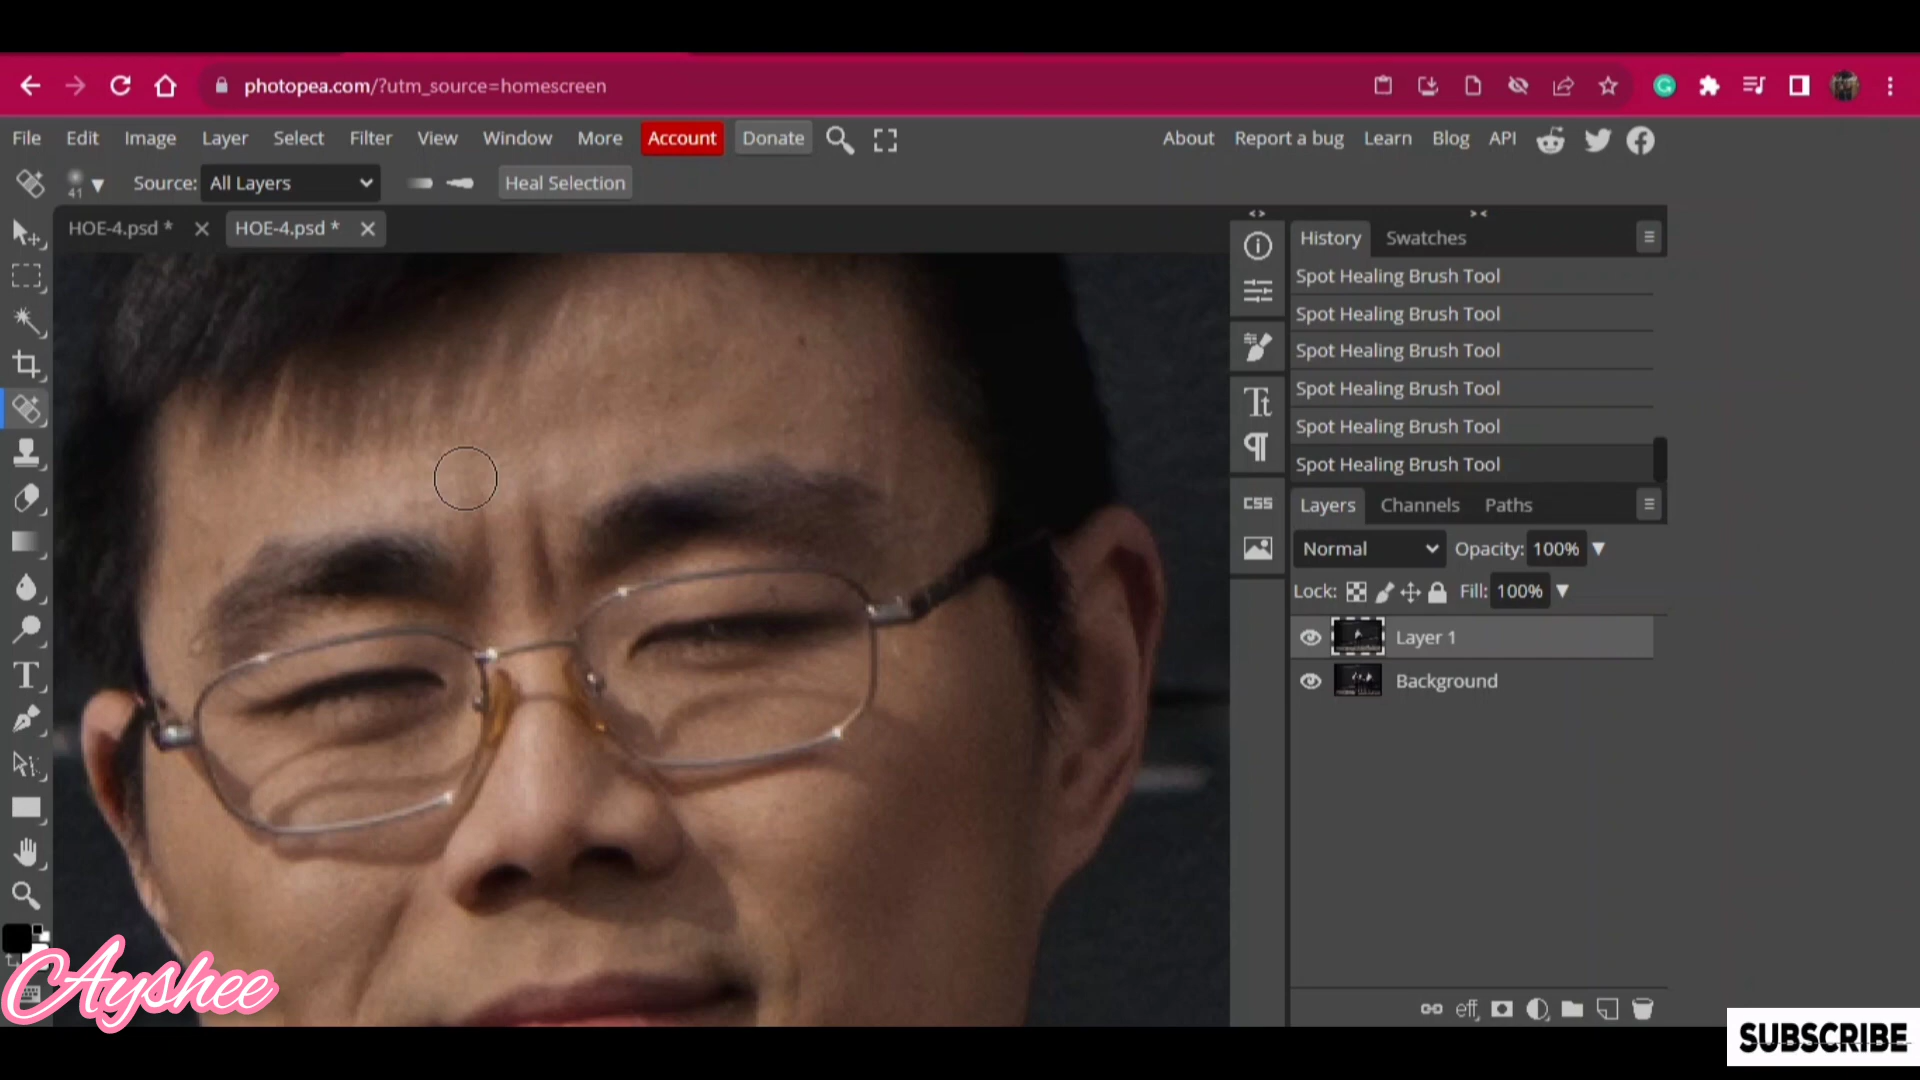 photopea.com/?utm_source=homescreen
File Edit Image Layer Select Filter View Window More Account Donate About Report a bug Learn Blog API
41 Source: All Layers Heal Selection
HOE-4.psd * HOE-4.psd *
History Swatches
Spot Healing Brush Tool
Spot Healing Brush Tool
Spot Healing Brush Tool
Spot Healing Brush Tool
Spot Healing Brush Tool
Spot Healing Brush Tool
CSS
Layers Channels Paths
Normal Opacity: 100%
Lock: Fill: 100%
Layer 1
Background
eff
Ayshee
SUBSCRIBE